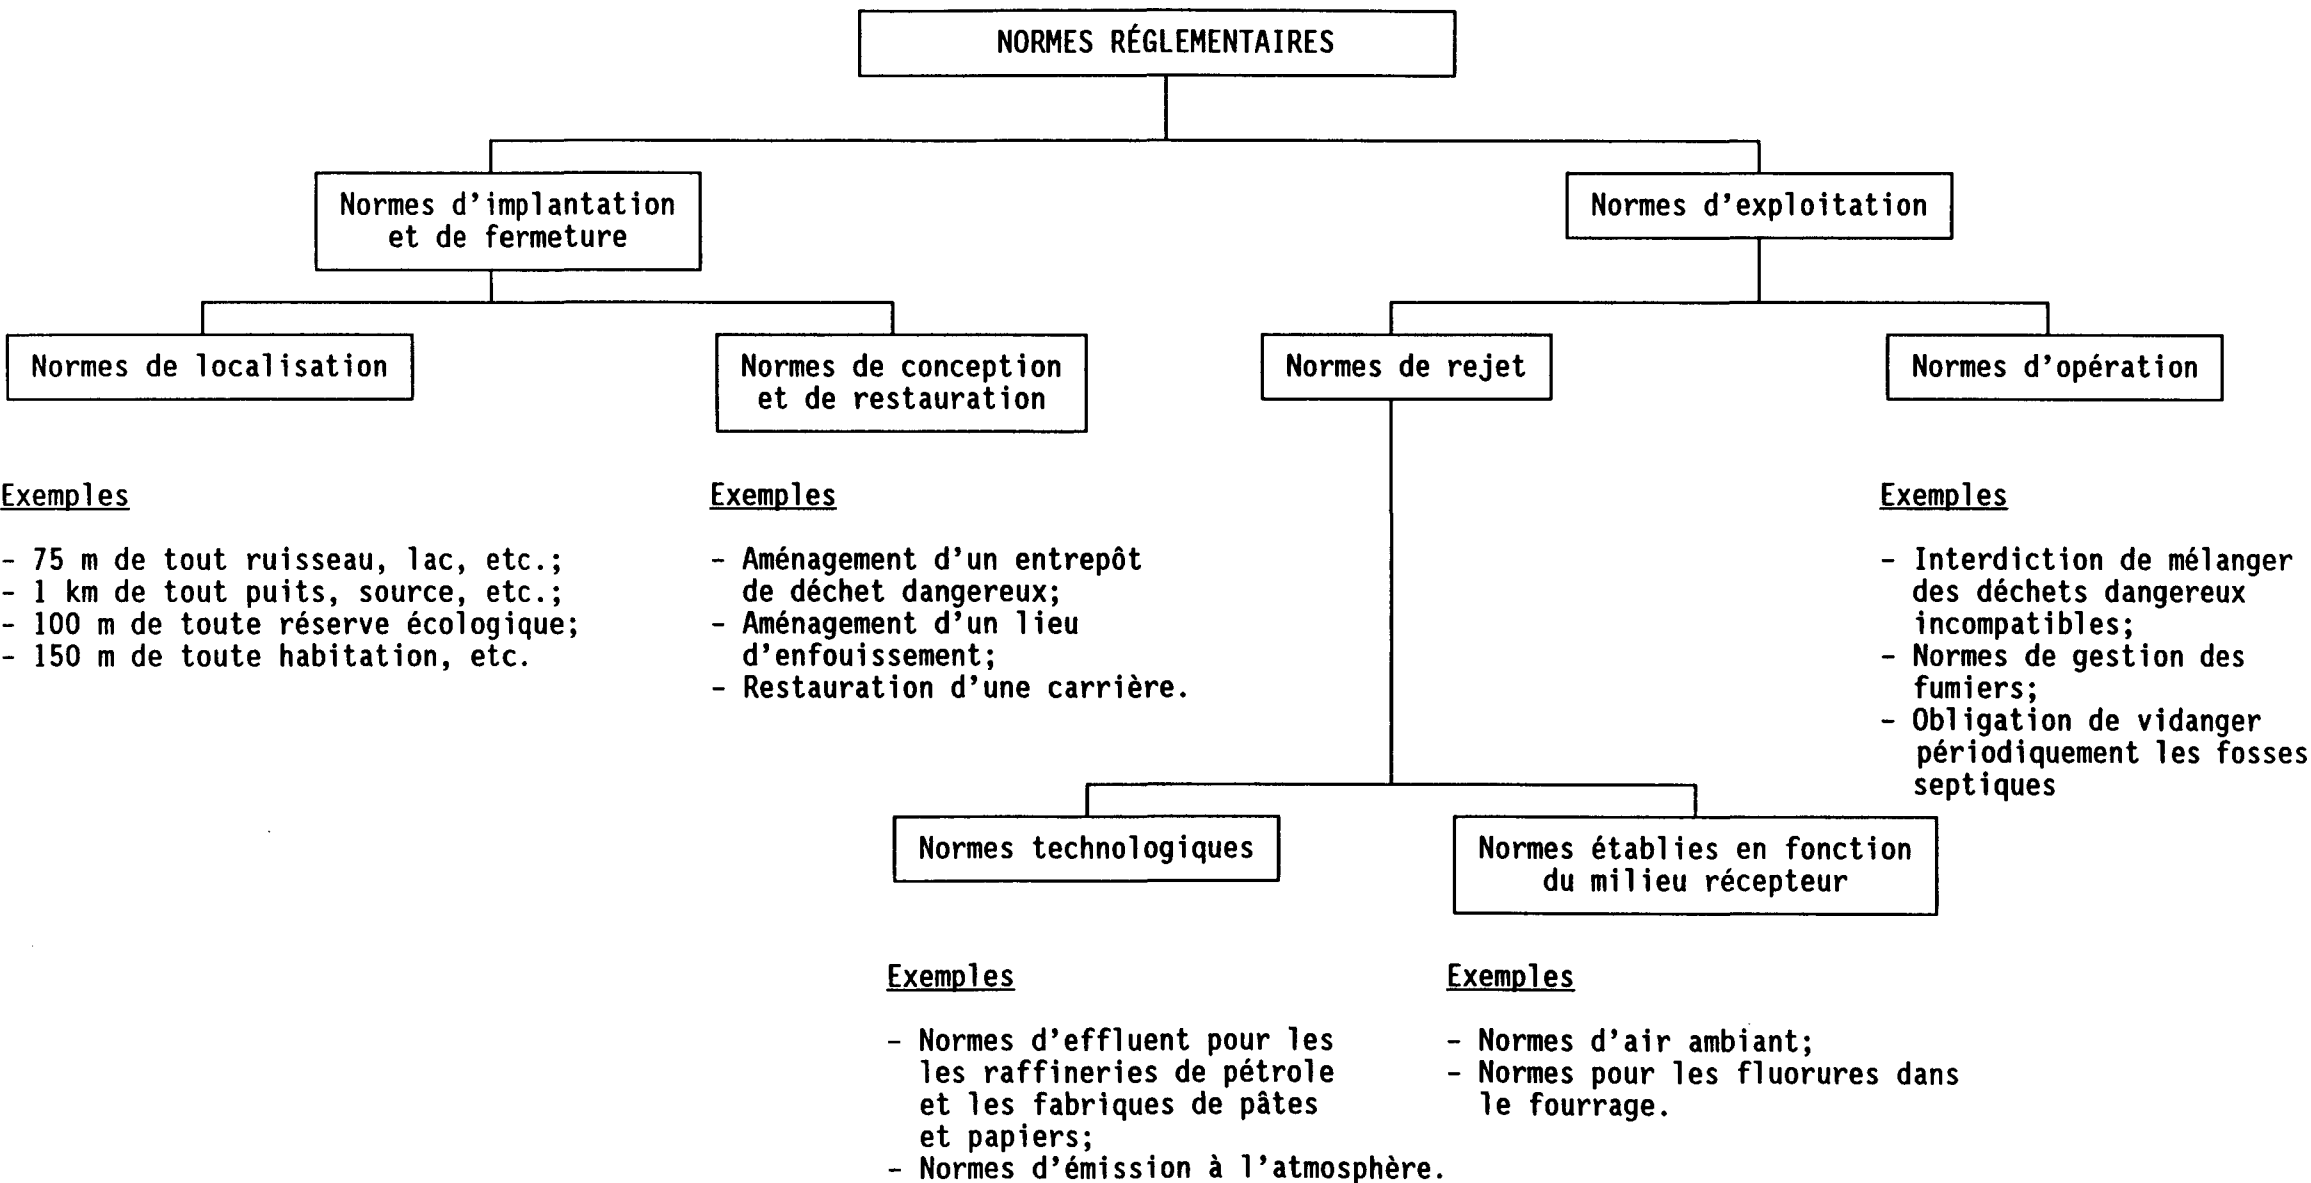 NORMES RÉGLEMENTAIRES
Normes d'implantation
et de fermeture
Normes d'exploitation
Normes de localisation
Normes de conception
et de restauration
Normes de rejet
Normes d'opération
Exemples
- 75 m de tout ruisseau, lac, etc.;
- 1 km de tout puits, source, etc.;
- 100 m de toute réserve écologique;
- 150 m de toute habitation, etc.
Exemples
- Aménagement d'un entrepôt
de déchet dangereux;
- Aménagement d'un lieu
d'enfouissement;
- Restauration d'une carrière.
Exemples
- Interdiction de mélanger
des déchets dangereux
incompatibles;
- Normes de gestion des
fumiers;
- Obligation de vidanger
périodiquement les fosses
septiques
Normes technologiques
Normes établies en fonction
du milieu récepteur
Exemples
- Normes d'effluent pour les
les raffineries de pétrole
et les fabriques de pâtes
et papiers;
- Normes d'émission à l'atmosphère.
Exemples
- Normes d'air ambiant;
- Normes pour les fluorures dans
le fourrage.